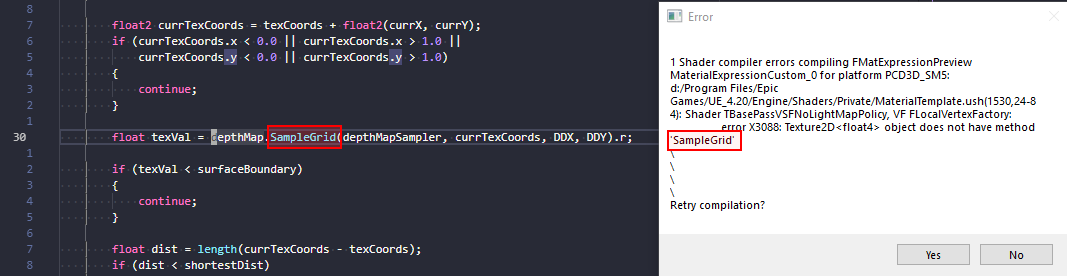 8
7 float2 currTexCoords = texCoords + float2(currX, currY);
6 if (currTexCoords.x < 0.0 || currTexCoords.x > 1.0 ||
5 currTexCoords.y < 0.0 || currTexCoords.y > 1.0)
4 {
3 continue;
2 }
1
30 float texVal = depthMap.SampleGrid(depthMapSampler, currTexCoords, DDX, DDY).r;
1
2 if (texVal < surfaceBoundary)
3 {
4 continue;
5 }
6
7 float dist = length(currTexCoords - texCoords);
8 if (dist < shortestDist)
Error
1 Shader compiler errors compiling FMatExpressionPreview
MaterialExpressionCustom_0 for platform PCD3D_SM5:
d:/Program Files/Epic
Games/UE_4.20/Engine/Shaders/Private/MaterialTemplate.ush(1530,24-8
4): Shader TBasePassVSFNoLightMapPolicy, VF FLocalVertexFactory:
error X3088: Texture2D<float4> object does not have method
'SampleGrid'
\
\
\
\
Retry compilation?
Yes
No